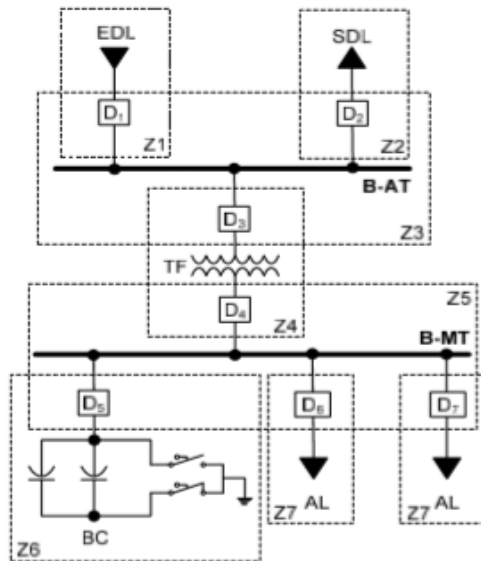 EDL
SDL
D₁
D₂
Z1
Z2
B-AT
D₃
Z3
TF
D₄
Z4
Z5
B-MT
D₅
D₆
D₇
AL
AL
Z7
Z7
BC
Z6